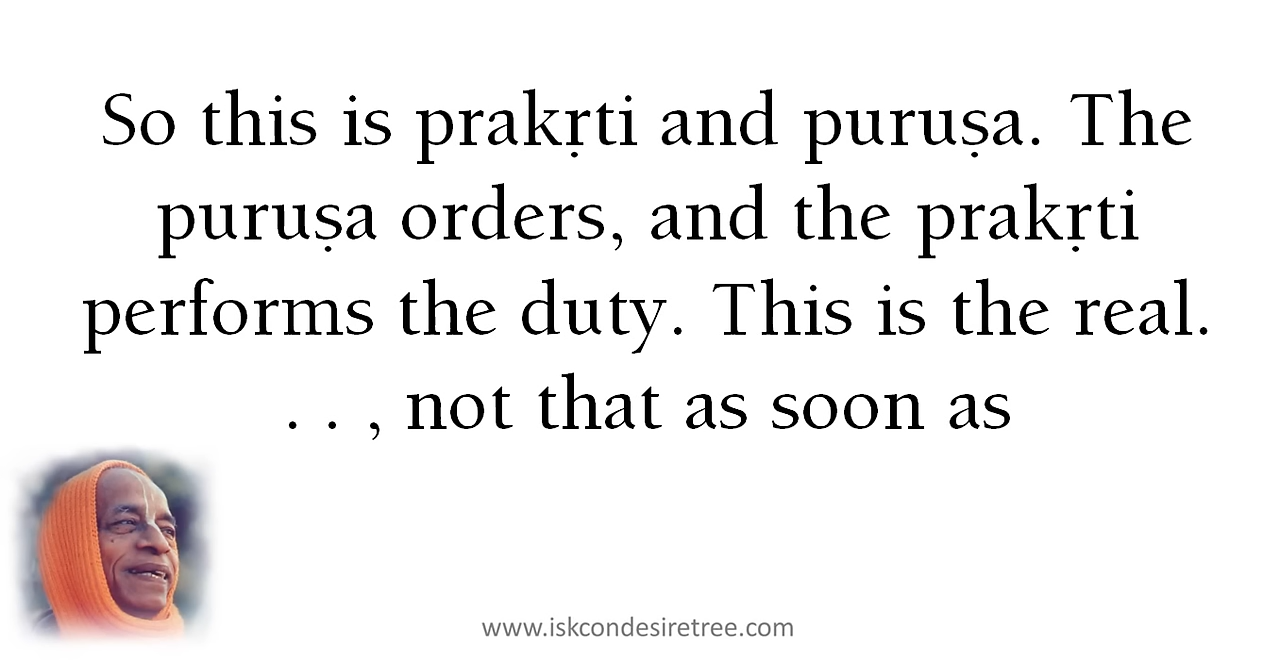 So this is prakṛti and puruṣa. The
puruṣa orders, and the prakṛti
performs the duty. This is the real.
. . , not that as soon as
www.iskcondesiretree.com